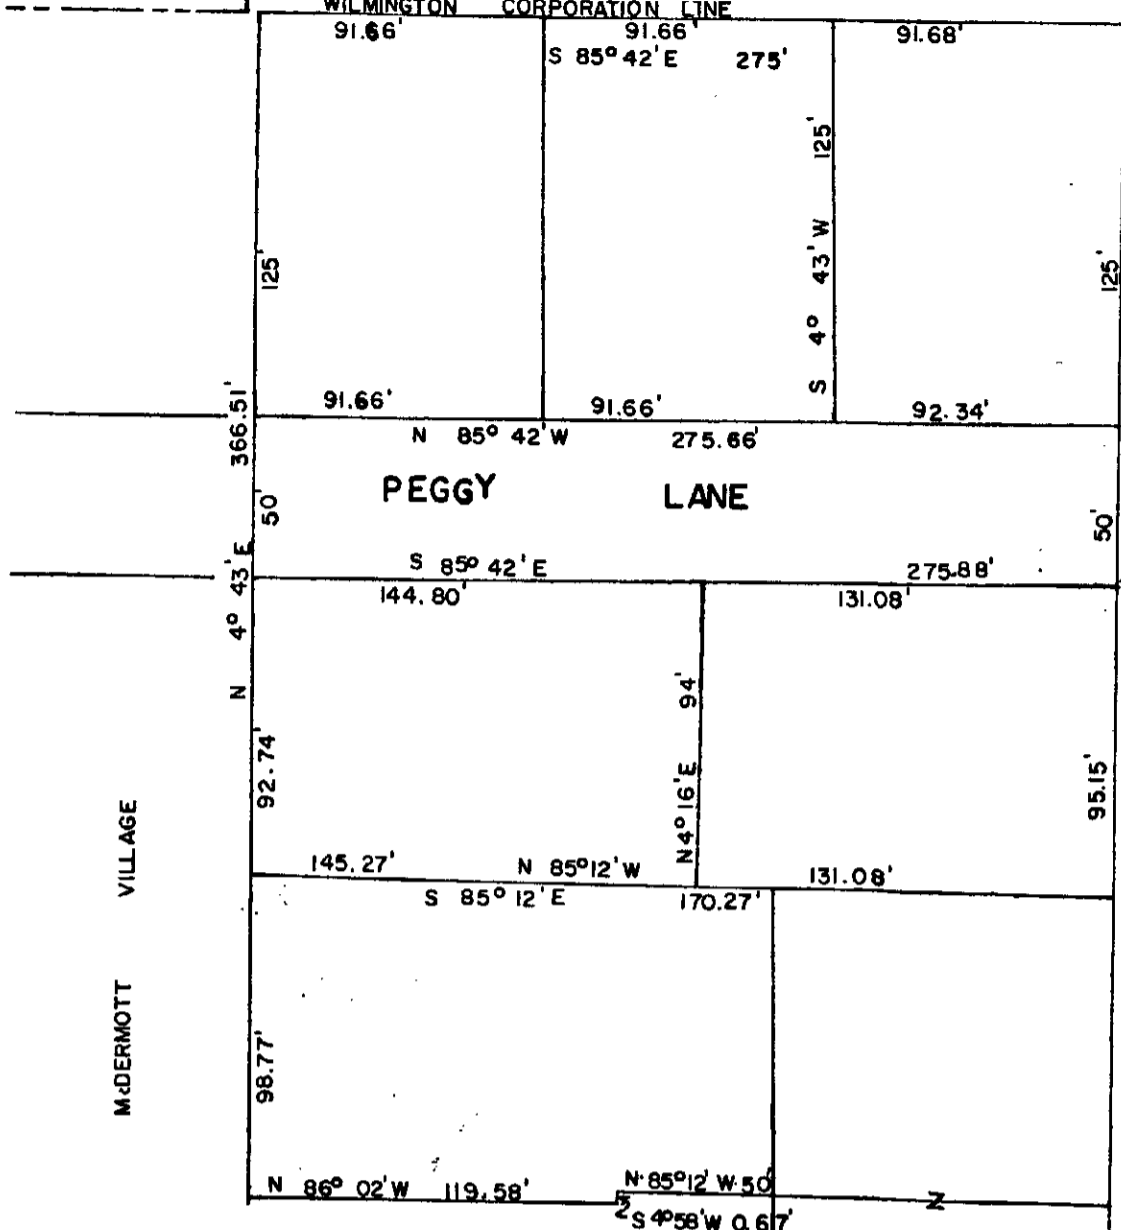 WILMINGTON CORPORATION LINE
91.66' 91.66' 91.68'
S 85° 42' E 275'
125'
S 4° 43' W 125'
125'
91.66' 91.66' 92.34'
N 85° 42' W 275.66'
N 4° 43' E 366.51'
50'
PEGGY LANE
50'
S 85° 42' E 275.88'
144.80' 131.08'
92.74'
N 4° 16' E 94'
95.15'
McDERMOTT VILLAGE
145.27' N 85° 12' W 131.08'
S 85° 12' E 170.27'
98.77'
N 86° 02' W 119.58' N. 85° 12' W. 50'
S 4° 58' W 0.67'